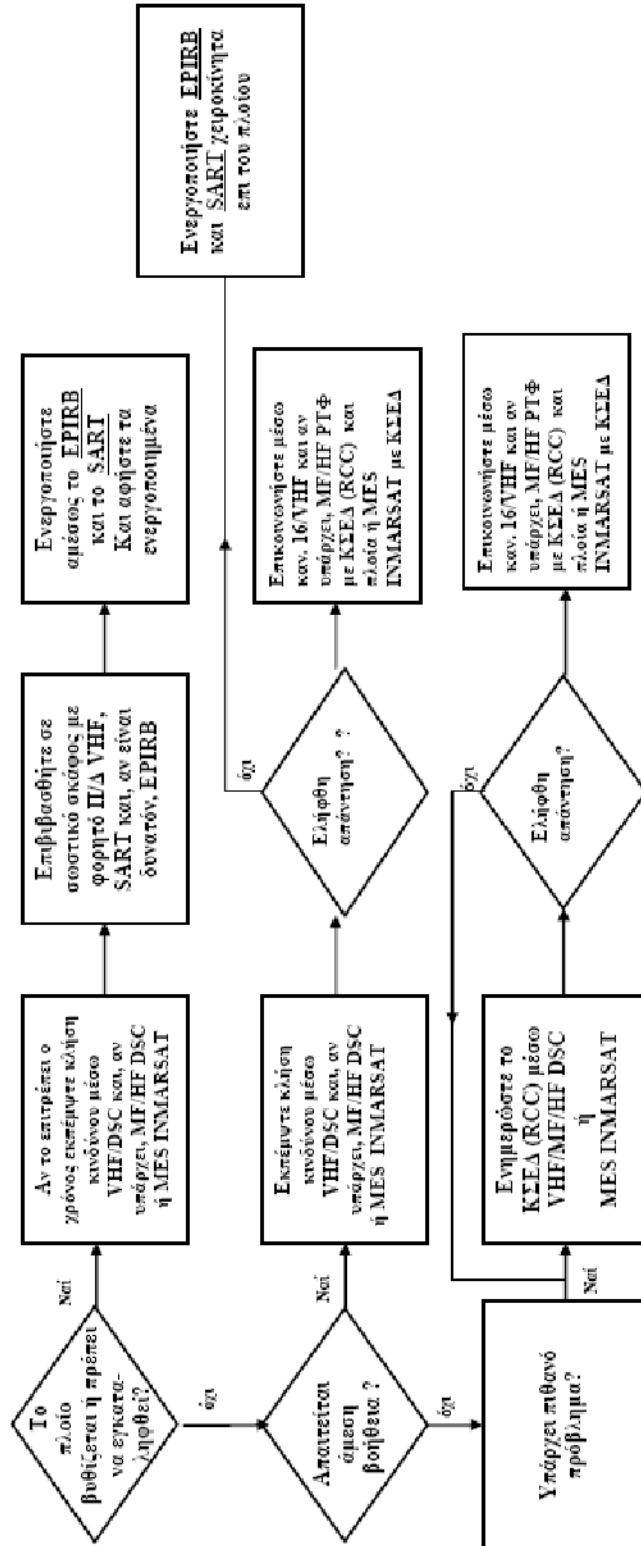 Το
πλοίο
βυθίζεται ή πρέπει
να εγκατα-
ληφθεί?
Ναί
όχι
Αν το επιτρέπει ο
χρόνος εκπέμψτε κλήση
κινδύνου μέσω
VHF/DSC και, αν
υπάρχει, MF/HF DSC
ή MES INMARSAT
Επιβιβασθήτε σε
σωστικό σκάφος με
φορητό Π/Δ VHF,
SART και, αν είναι
δυνατόν, EPIRB
Ενεργοποιήστε
αμέσως το EPIRB
και το SART
Και αφήστε τα
ενεργοποιημένα
Απαιτείται
άμεση
βοήθεια ?
Ναί
όχι
Εκπέμψτε κλήση
κινδύνου μέσω
VHF/DSC και, αν
υπάρχει, MF/HF DSC
ή MES INMARSAT
Ελήφθη
απάντηση? ?
όχι
Επικοινωνήστε μέσω
καν. 16/VHF και αν
υπάρχει, MF/HF ΡΤΦ
με ΚΣΕΔ (RCC) και
πλοία ή MES
INMARSAT με ΚΣΕΔ
Ενεργοποιήστε EPIRB
και SART χειροκίνητα
επι του πλοίου
Υπάρχει πιθανό
πρόβλημα?
Ναί
Ενημερώστε το
ΚΣΕΔ (RCC) μέσω
VHF/MF/HF DSC
ή
MES INMARSAT
Ελήφθη
απάντηση?
όχι
Επικοινωνήστε μέσω
καν. 16/VHF και αν
υπάρχει, MF/HF ΡΤΦ
με ΚΣΕΔ (RCC) και
πλοία ή MES
INMARSAT με ΚΣΕΔ